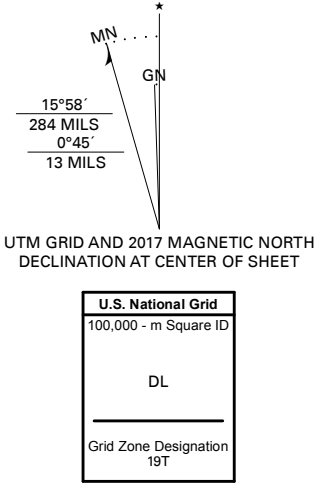 ★
MN
GN
15°58´
284 MILS
0°45´
13 MILS
UTM GRID AND 2017 MAGNETIC NORTH
DECLINATION AT CENTER OF SHEET
U.S. National Grid
100,000 - m Square ID
DL
Grid Zone Designation
19T